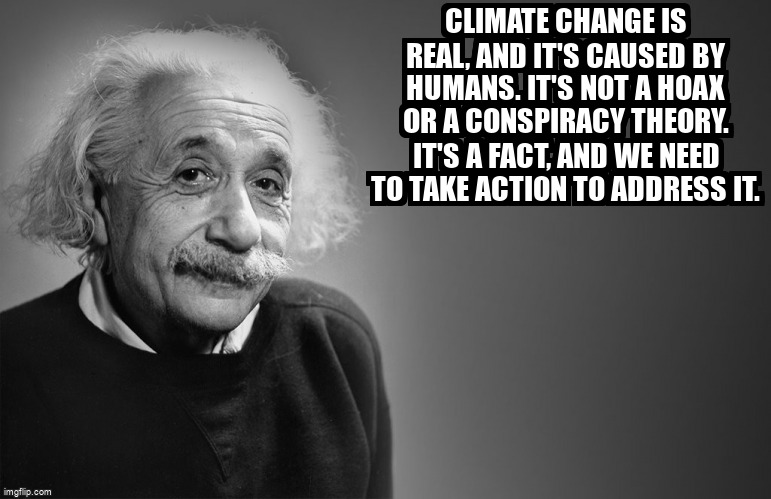 CLIMATE CHANGE IS
REAL, AND IT'S CAUSED BY
HUMANS. IT'S NOT A HOAX
OR A CONSPIRACY THEORY.
IT'S A FACT, AND WE NEED
TO TAKE ACTION TO ADDRESS IT.
imgflip.com